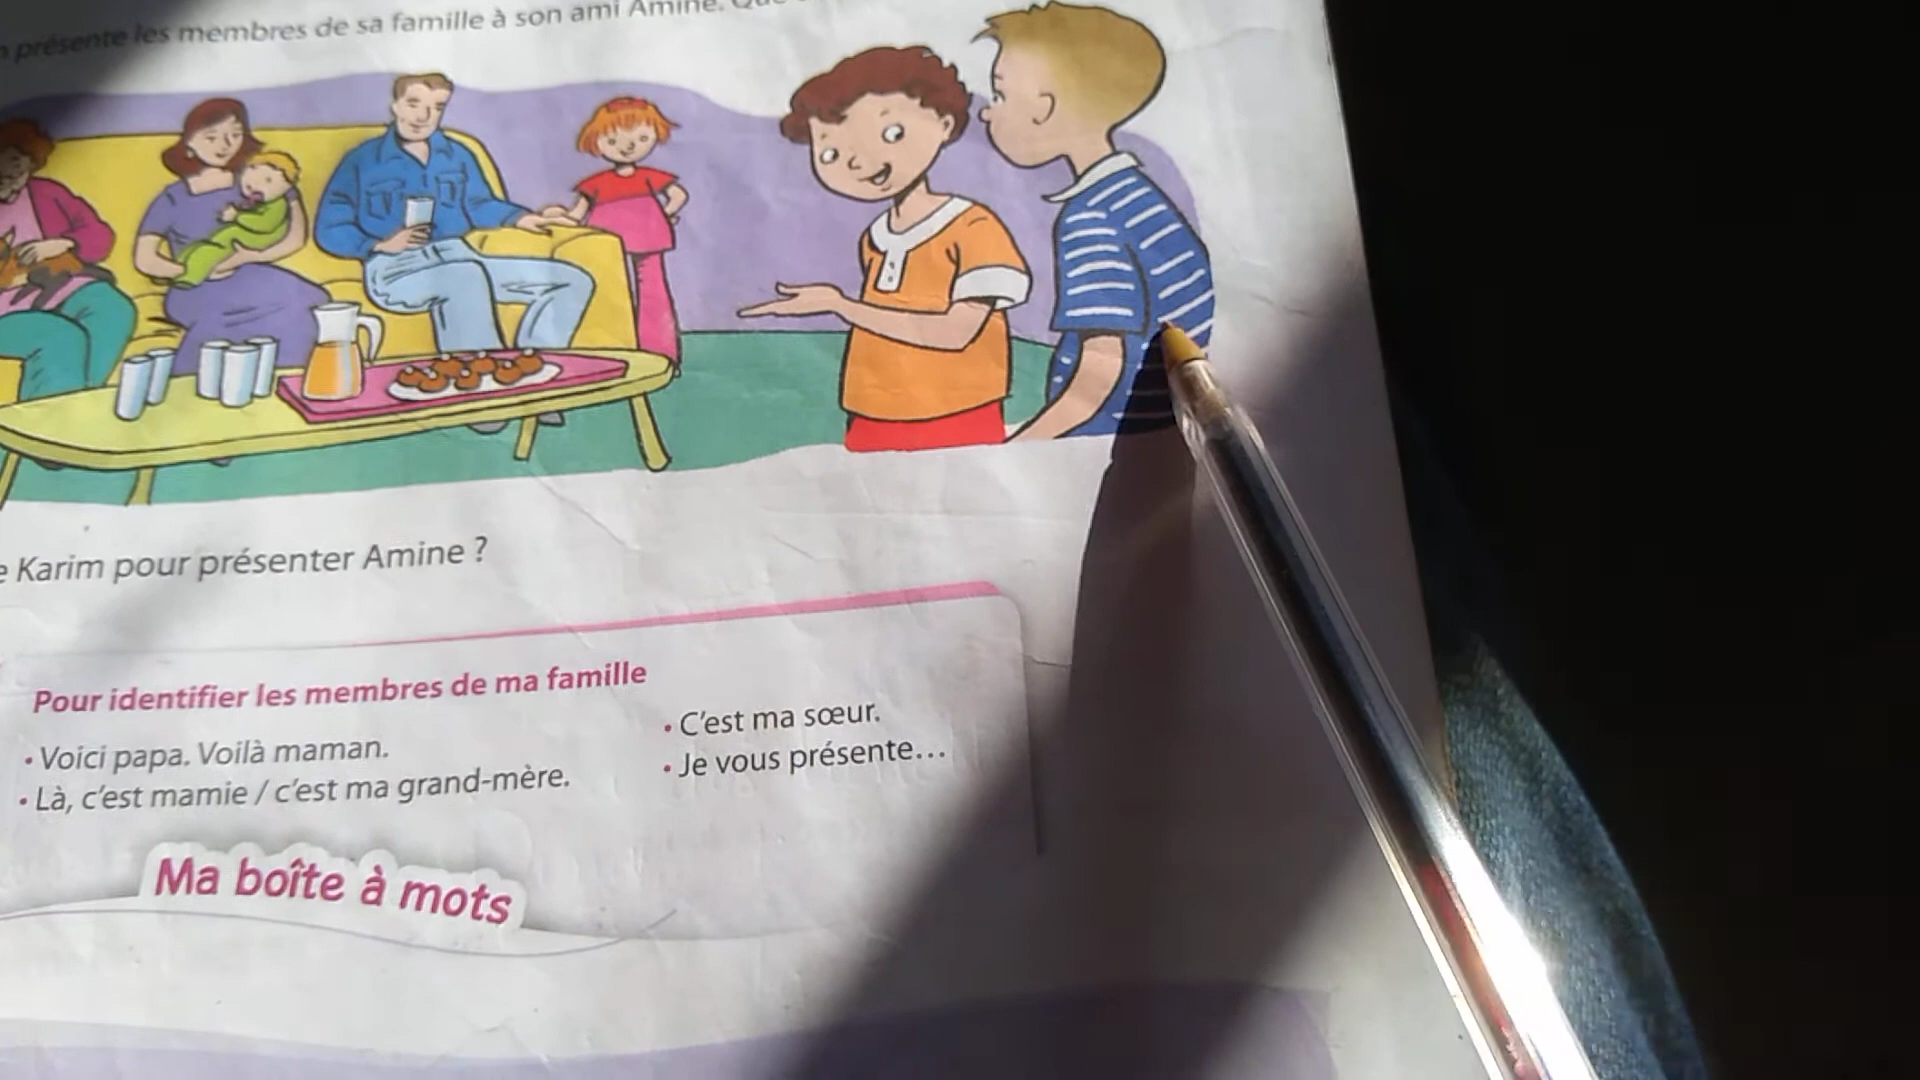 présente les membres de sa famille à son ami Amine.
Karim pour présenter Amine ?
Pour identifier les membres de ma famille
• Voici papa. Voilà maman.
• Là, c'est mamie / c'est ma grand-mère.
• C'est ma sœur.
• Je vous présente...
Ma boîte à mots